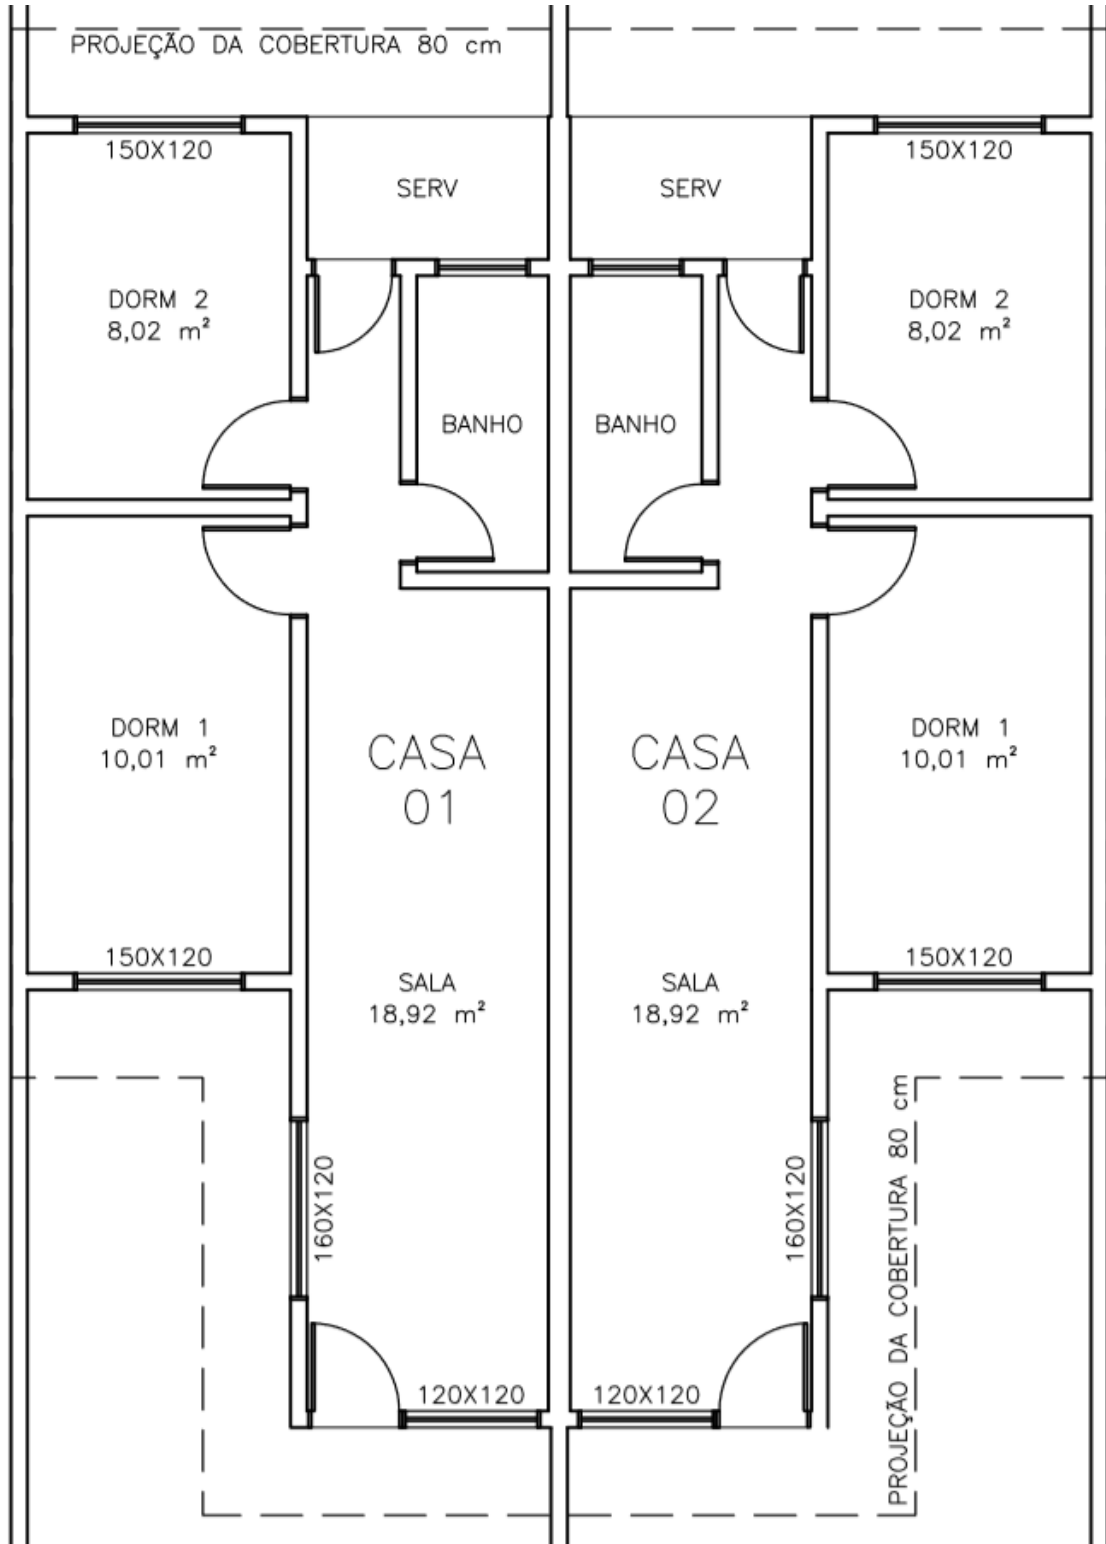 PROJEÇÃO DA COBERTURA 80 cm
150X120
150X120
SERV
SERV
DORM 2
8,02 m²
DORM 2
8,02 m²
BANHO
BANHO
DORM 1
10,01 m²
CASA
01
CASA
02
DORM 1
10,01 m²
150X120
150X120
SALA
18,92 m²
SALA
18,92 m²
160X120
160X120
PROJEÇÃO DA COBERTURA 80 cm
120X120
120X120